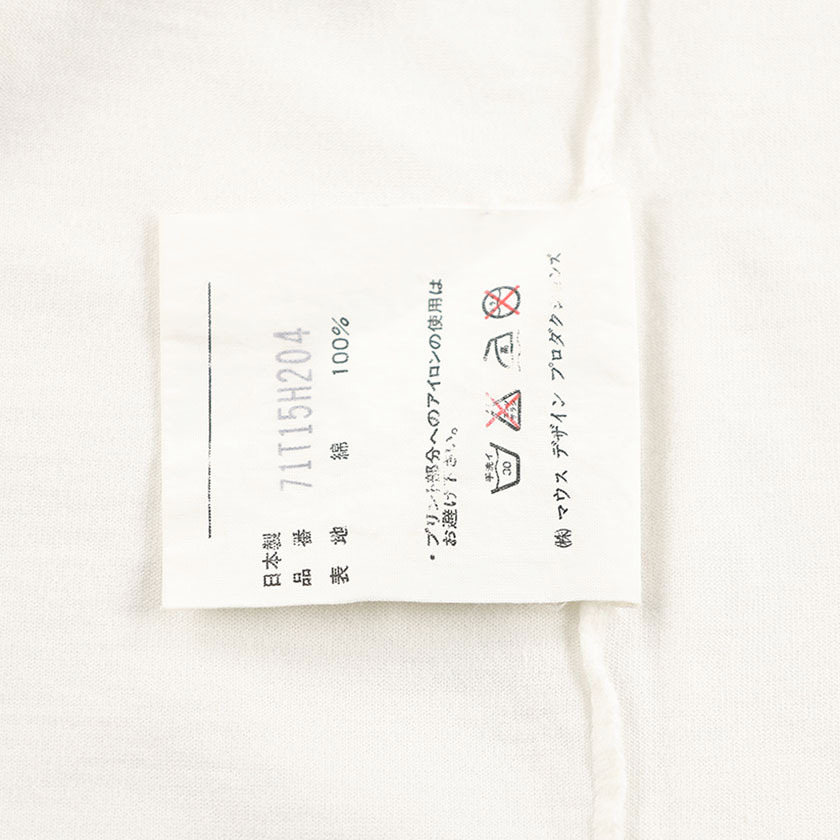 日本製
品番 71T15H204
表地 綿 100%
・プリント部分へのアイロンの使用は
お避け下さい。
手洗イ
30
高
(株)マウス デザイン プロダクションズ